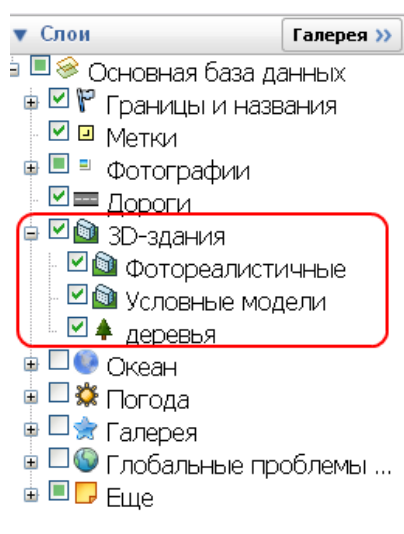 Слои Галерея >>
Основная база данных
Границы и названия
Метки
Фотографии
Дороги
3D-здания
Фотореалистичные
Условные модели
деревья
Океан
Погода
Галерея
Глобальные проблемы ...
Еще